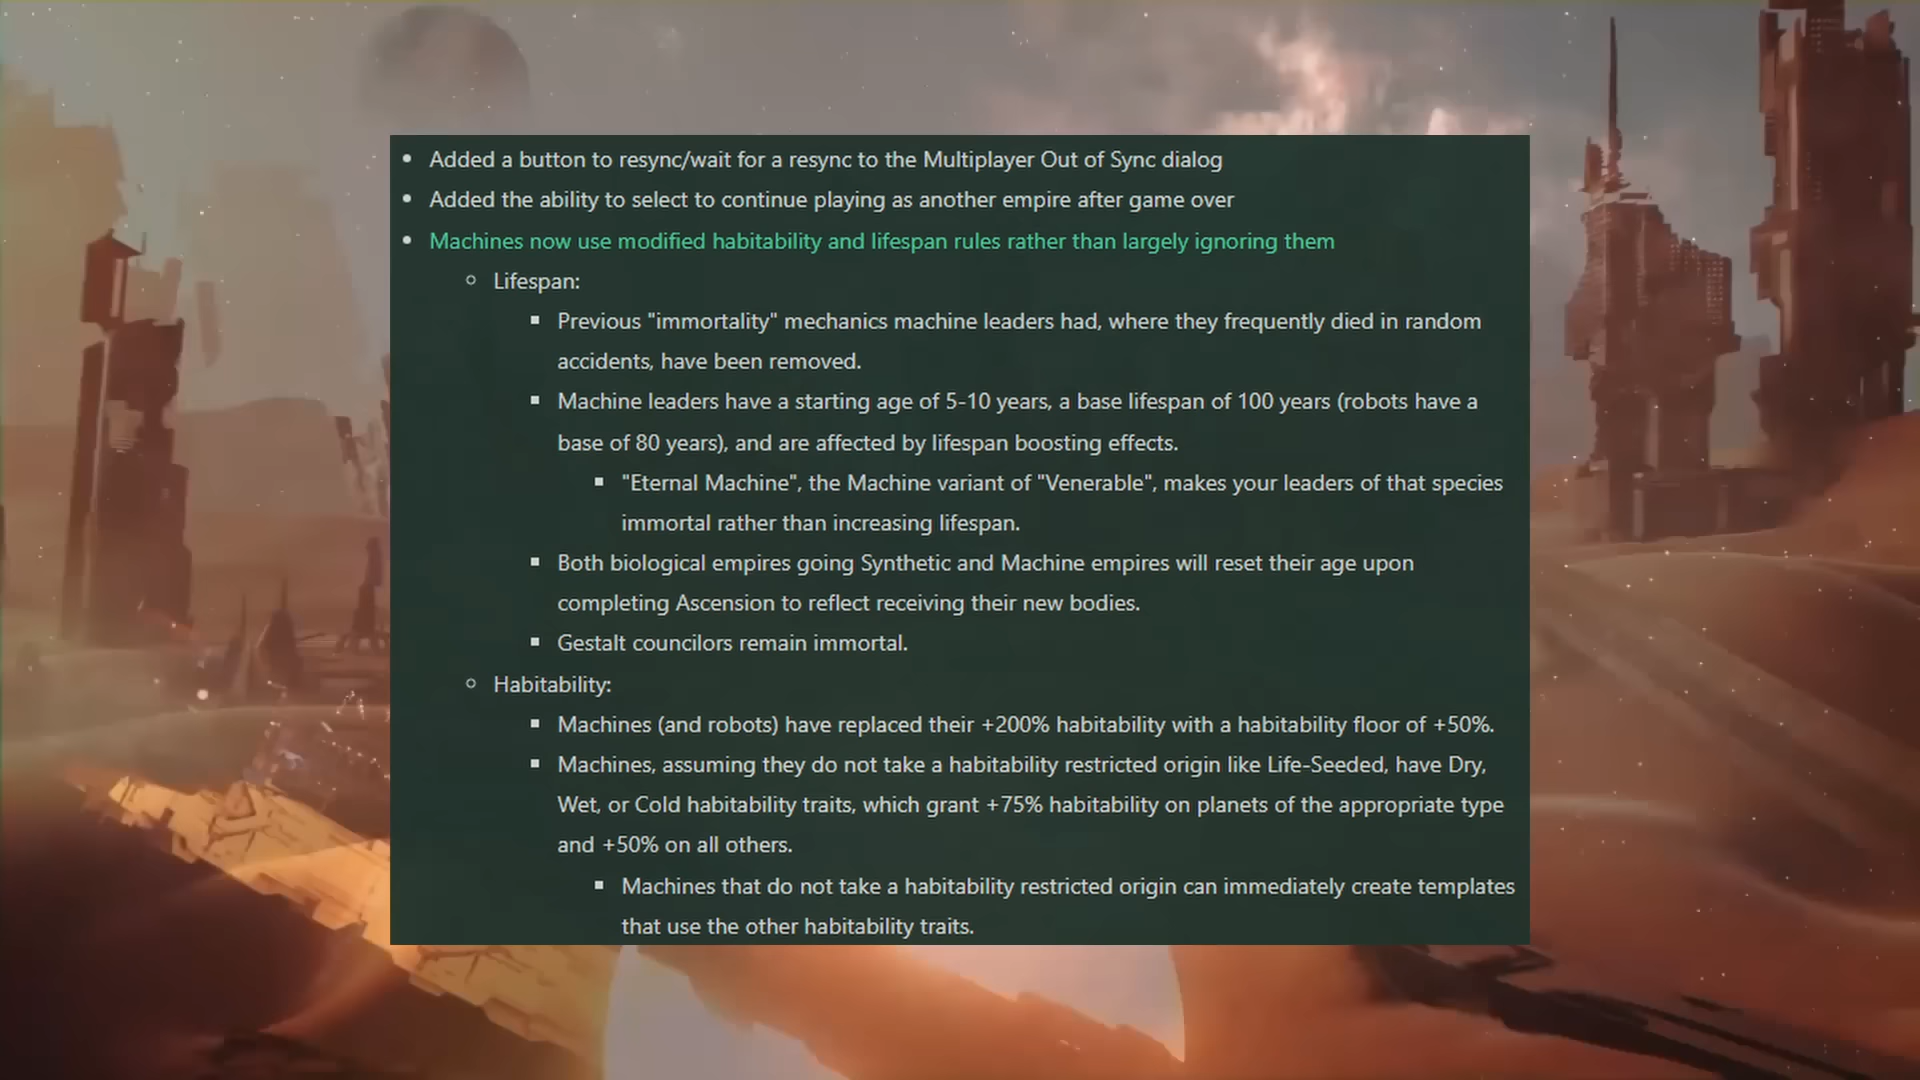 Added a button to resync/wait for a resync to the Multiplayer Out of Sync dialog
Added the ability to select to continue playing as another empire after game over
Machines now use modified habitability and lifespan rules rather than largely ignoring them
Lifespan:
Previous "immortality" mechanics machine leaders had, where they frequently died in random
accidents, have been removed.
Machine leaders have a starting age of 5-10 years, a base lifespan of 100 years (robots have a
base of 80 years), and are affected by lifespan boosting effects.
"Eternal Machine", the Machine variant of "Venerable", makes your leaders of that species
immortal rather than increasing lifespan.
Both biological empires going Synthetic and Machine empires will reset their age upon
completing Ascension to reflect receiving their new bodies.
Gestalt councilors remain immortal.
Habitability:
Machines (and robots) have replaced their +200% habitability with a habitability floor of +50%.
Machines, assuming they do not take a habitability restricted origin like Life-Seeded, have Dry,
Wet, or Cold habitability traits, which grant +75% habitability on planets of the appropriate type
and +50% on all others.
Machines that do not take a habitability restricted origin can immediately create templates
that use the other habitability traits.